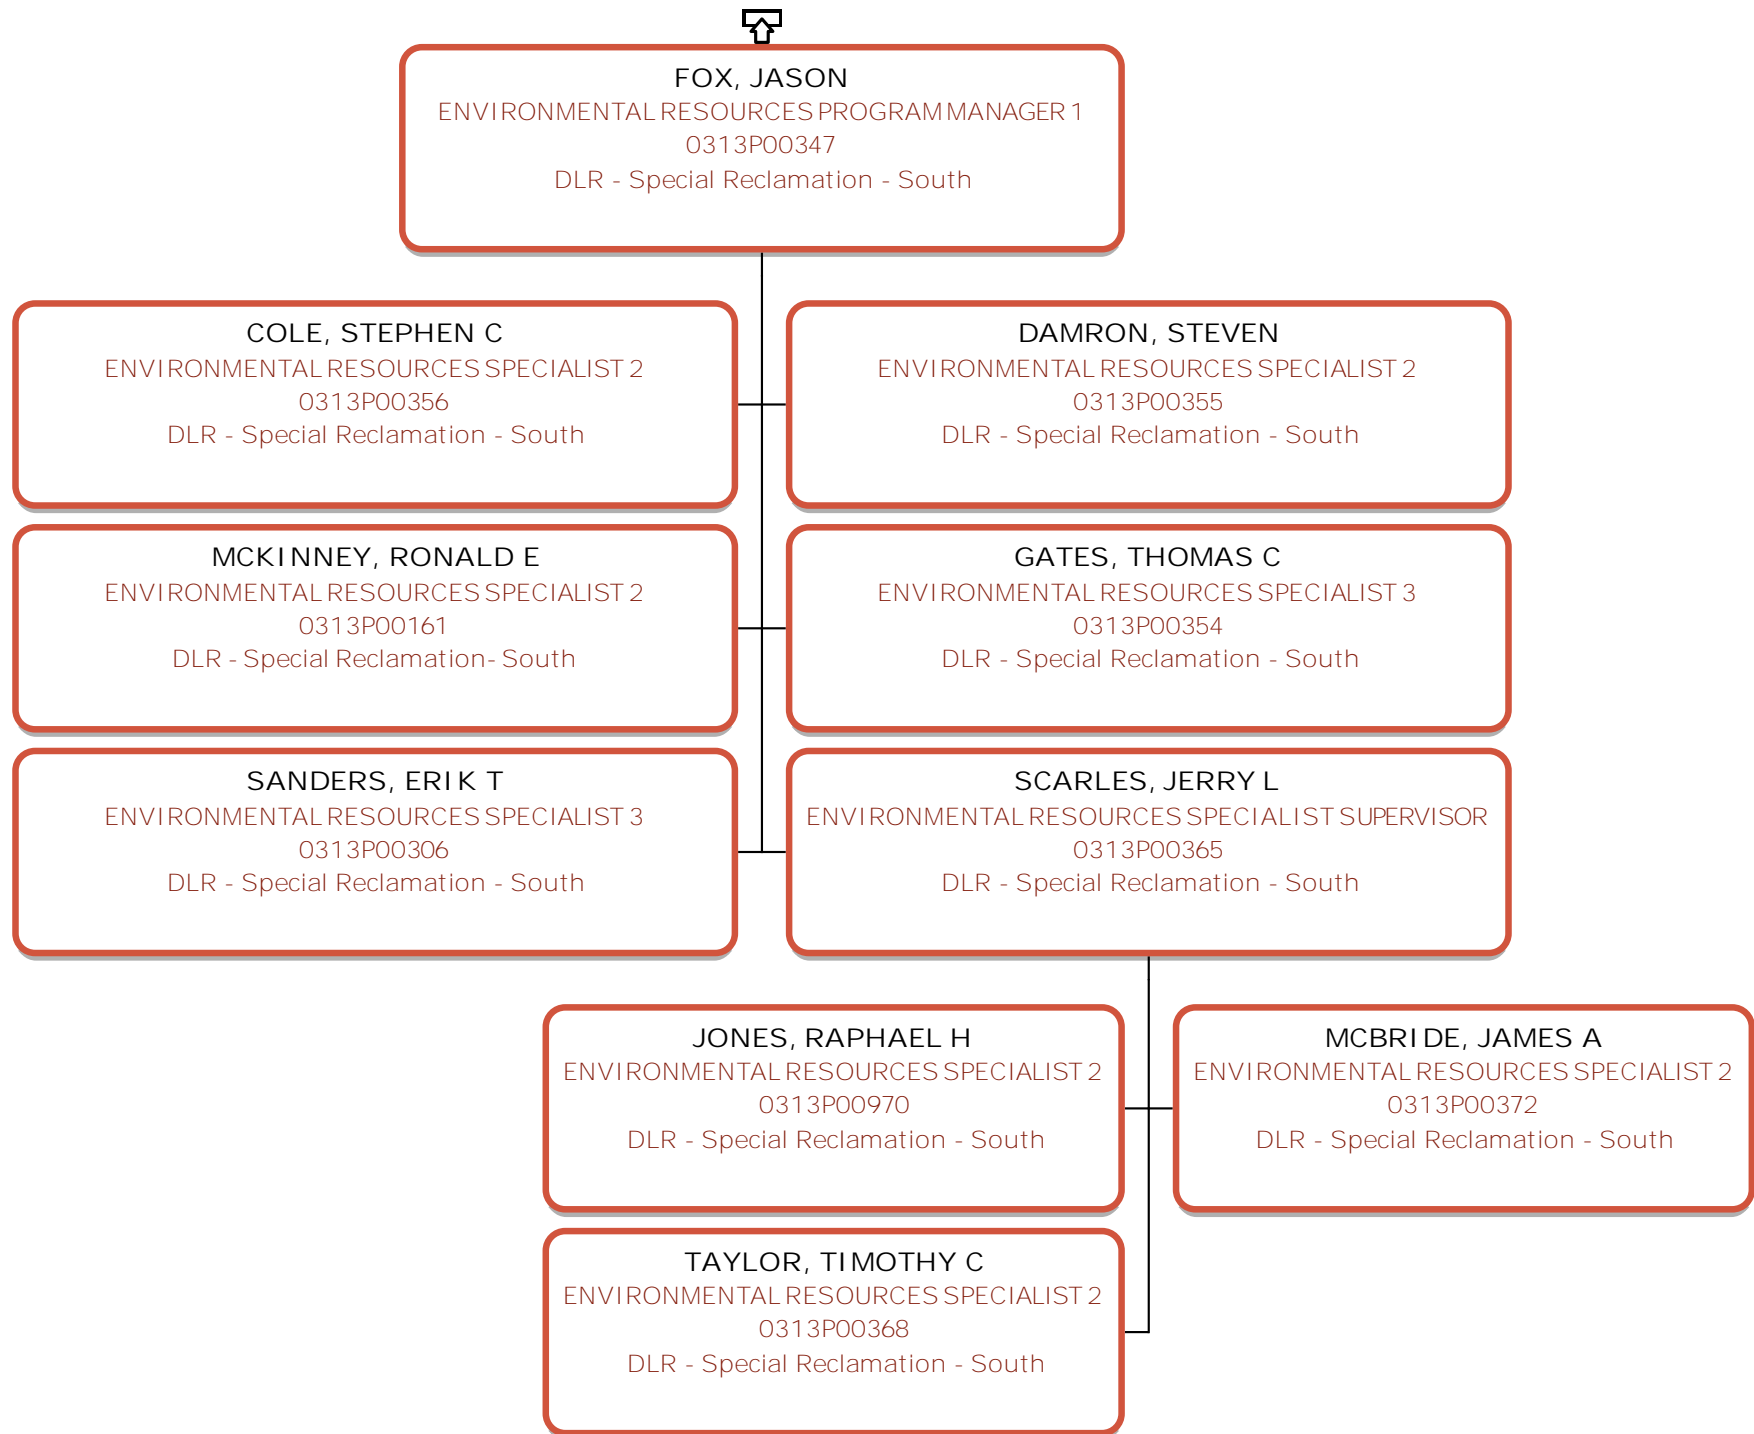 FOX, JASON
ENVIRONMENTAL RESOURCES PROGRAM MANAGER 1
0313P00347
DLR - Special Reclamation - South
COLE, STEPHEN C
ENVIRONMENTAL RESOURCES SPECIALIST 2
0313P00356
DLR - Special Reclamation - South
DAMRON, STEVEN
ENVIRONMENTAL RESOURCES SPECIALIST 2
0313P00355
DLR - Special Reclamation - South
MCKINNEY, RONALD E
ENVIRONMENTAL RESOURCES SPECIALIST 2
0313P00161
DLR - Special Reclamation- South
GATES, THOMAS C
ENVIRONMENTAL RESOURCES SPECIALIST 3
0313P00354
DLR - Special Reclamation - South
SANDERS, ERIK T
ENVIRONMENTAL RESOURCES SPECIALIST 3
0313P00306
DLR - Special Reclamation - South
SCARLES, JERRY L
ENVIRONMENTAL RESOURCES SPECIALIST SUPERVISOR
0313P00365
DLR - Special Reclamation - South
JONES, RAPHAEL H
ENVIRONMENTAL RESOURCES SPECIALIST 2
0313P00970
DLR - Special Reclamation - South
MCBRIDE, JAMES A
ENVIRONMENTAL RESOURCES SPECIALIST 2
0313P00372
DLR - Special Reclamation - South
TAYLOR, TIMOTHY C
ENVIRONMENTAL RESOURCES SPECIALIST 2
0313P00368
DLR - Special Reclamation - South